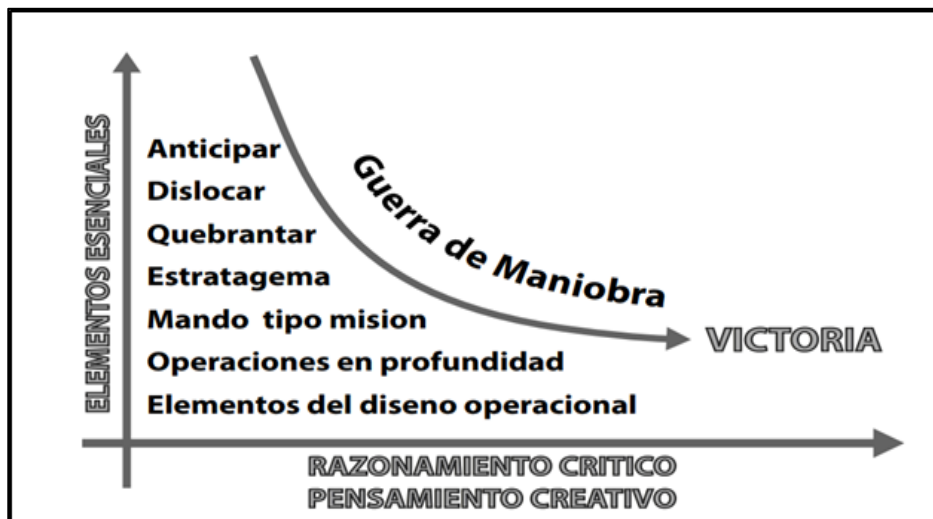 ELEMENTOS ESENCIALES
Anticipar
Dislocar
Quebrantar
Estratagema
Mando tipo mision
Operaciones en profundidad
Elementos del diseno operacional
Guerra de Maniobra
VICTORIA
RAZONAMIENTO CRITICO
PENSAMIENTO CREATIVO